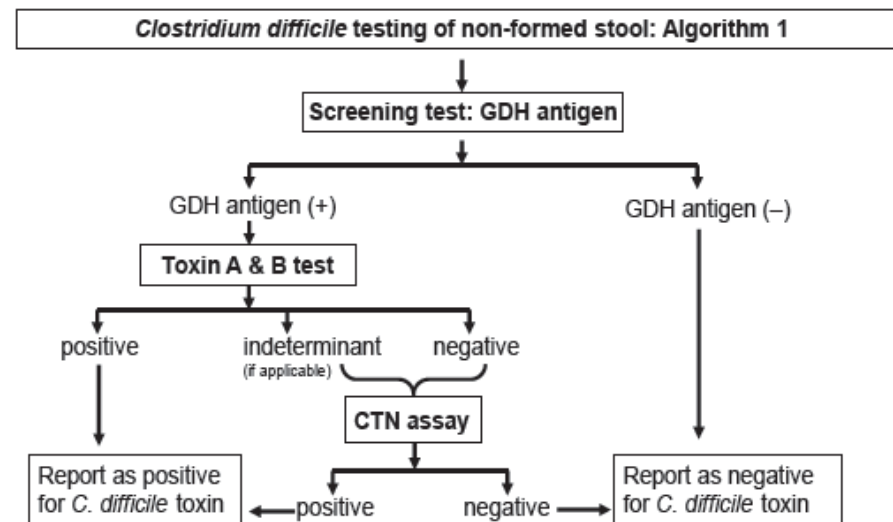 Clostridium difficile testing of non-formed stool: Algorithm 1
Screening test: GDH antigen
GDH antigen (+)
GDH antigen (–)
Toxin A & B test
positive
indeterminant
(if applicable)
negative
CTN assay
Report as positive
for C. difficile toxin
positive
negative
Report as negative
for C. difficile toxin